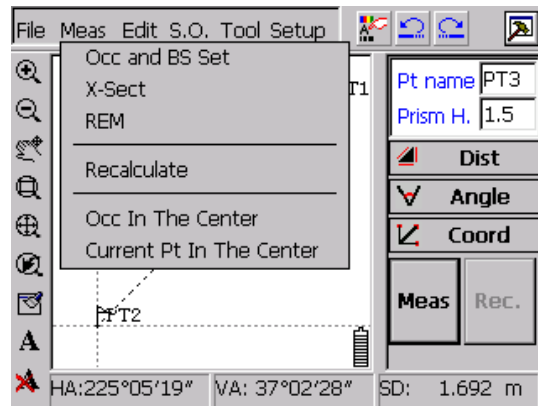 File Meas Edit S.O. Tool Setup
Occ and BS Set
X-Sect
REM
Recalculate
Occ In The Center
Current Pt In The Center
T1
PT2
A
Pt name PT3
Prism H. 1.5
Dist
Angle
Coord
Meas Rec.
HA:225°05'19" VA: 37°02'28" SD: 1.692 m